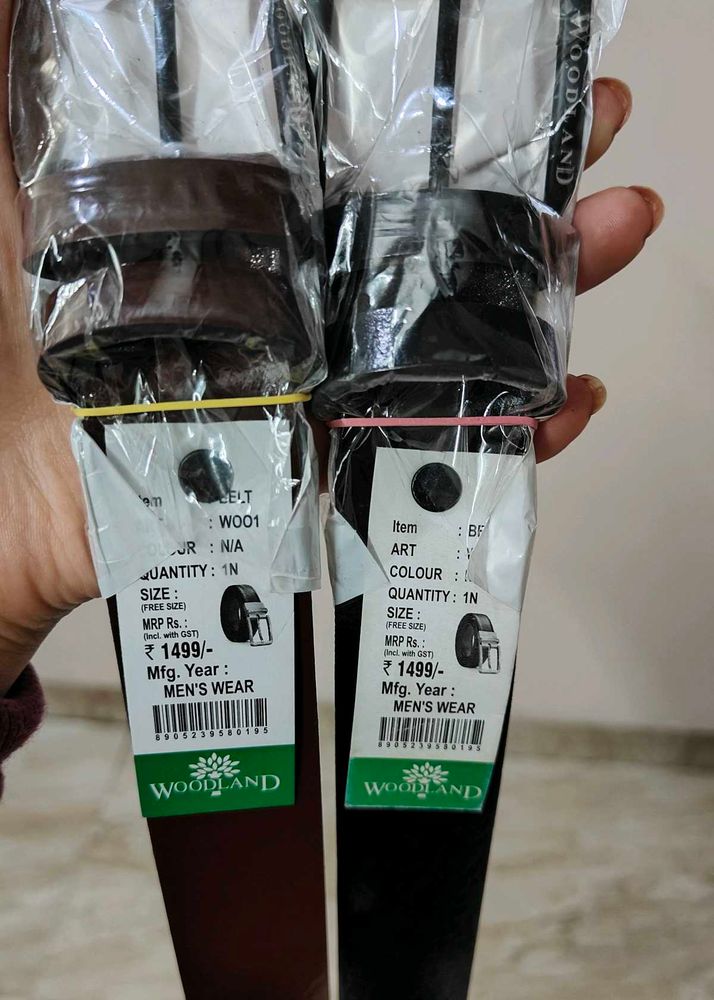 WOODLAND
Item : BELT
: WOO1
COLOUR : N/A
QUANTITY : 1N
SIZE :
(FREE SIZE)
MRP Rs. :
(Incl. with GST)
₹ 1499/-
Mfg. Year :
MEN'S WEAR
8905239580195
WOODLAND
Item :
ART :
COLOUR :
QUANTITY : 1N
SIZE :
(FREE SIZE)
MRP Rs. :
(Incl. with GST)
₹ 1499/-
Mfg. Year :
MEN'S WEAR
8905239580195
WOODLAND